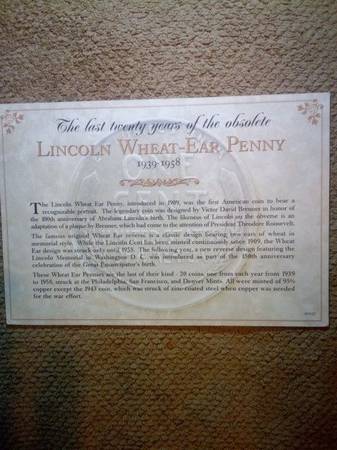 The last twenty years of the obsolete
LINCOLN WHEAT-EAR PENNY
1939-1958
The Lincoln Wheat Ear Penny, introduced in 1909, was the first American coin to bear a
recognizable portrait. The legendary coin was designed by Victor David Brenner in honor of
the 100th anniversary of Abraham Lincoln's birth. The likeness of Lincoln on the obverse is an
adaptation of a plaque by Brenner, which had come to the attention of President Theodore Roosevelt.
The famous original Wheat Ear reverse is a classic design bearing two ears of wheat in
memorial style. While the Lincoln Cent has been minted continuously since 1909, the Wheat
Ear design was struck only until 1958. The following year, a new reverse design featuring the
Lincoln Memorial in Washington D. C. was introduced as part of the 150th anniversary
celebration of the Great Emancipator's birth.
These Wheat Ear Pennies are the last of their kind - 20 coins, one from each year from 1939
to 1958, struck at the Philadelphia, San Francisco, and Denver Mints. All were minted of 95%
copper except the 1943 coin, which was struck of zinc-coated steel when copper was needed
for the war effort.